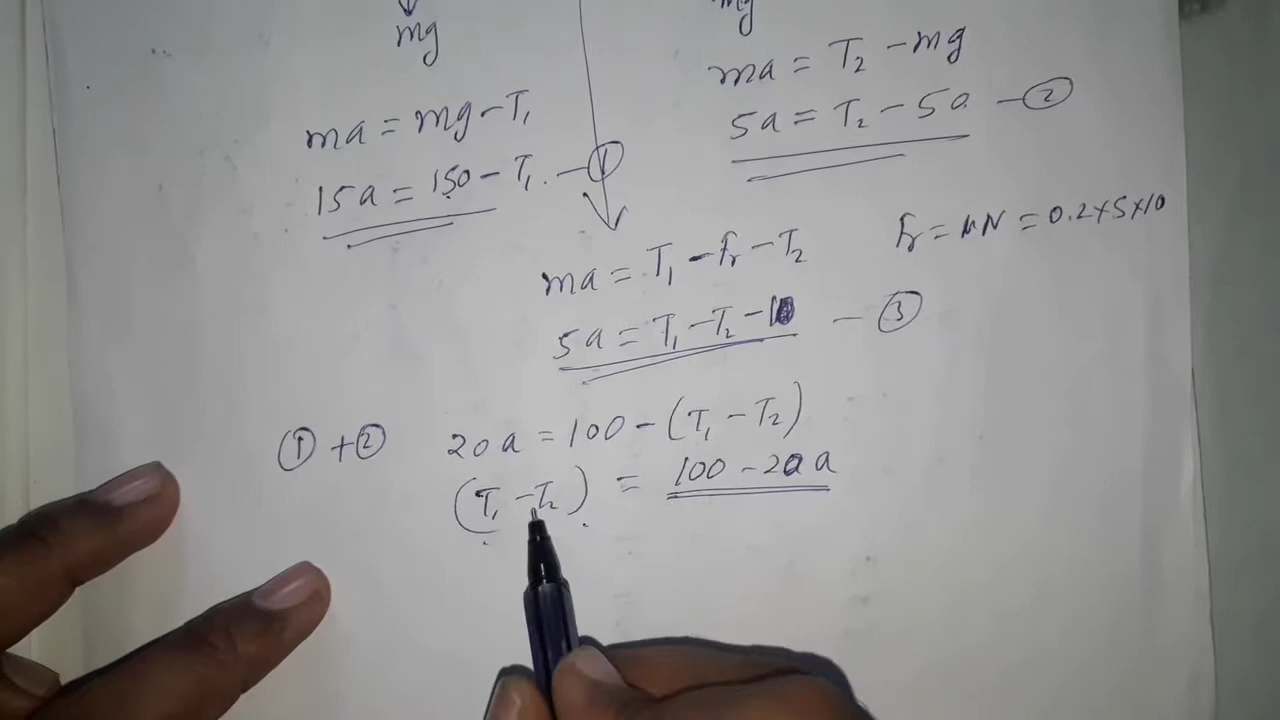 mg
mg
ma = mg - T₁
15a = 150 - T₁. - ①
ma = T₂ - mg
5a = T₂ - 50 - ②
fr = μN = 0.2×5×10
ma = T₁ - fr - T₂
5a = T₁ - T₂ - 10 - ③
① + ② 20a = 100 - (T₁ - T₂)
(T₁ - T₂) = 100 - 20a